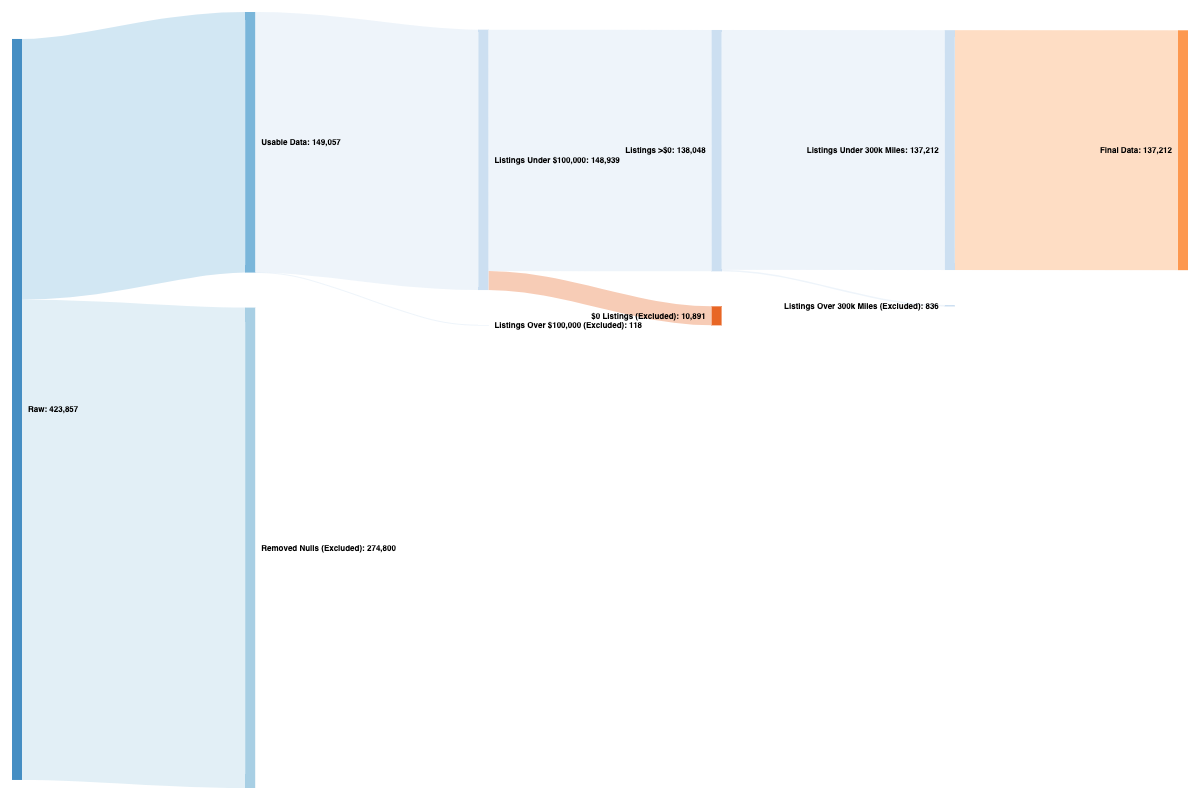 Usable Data: 149,057
Listings >$0: 138,048
Listings Under 300k Miles: 137,212
Final Data: 137,212
Listings Under $100,000: 148,939
Listings Over 300k Miles (Excluded): 836
$0 Listings (Excluded): 10,891
Listings Over $100,000 (Excluded): 118
Raw: 423,857
Removed Nulls (Excluded): 274,800